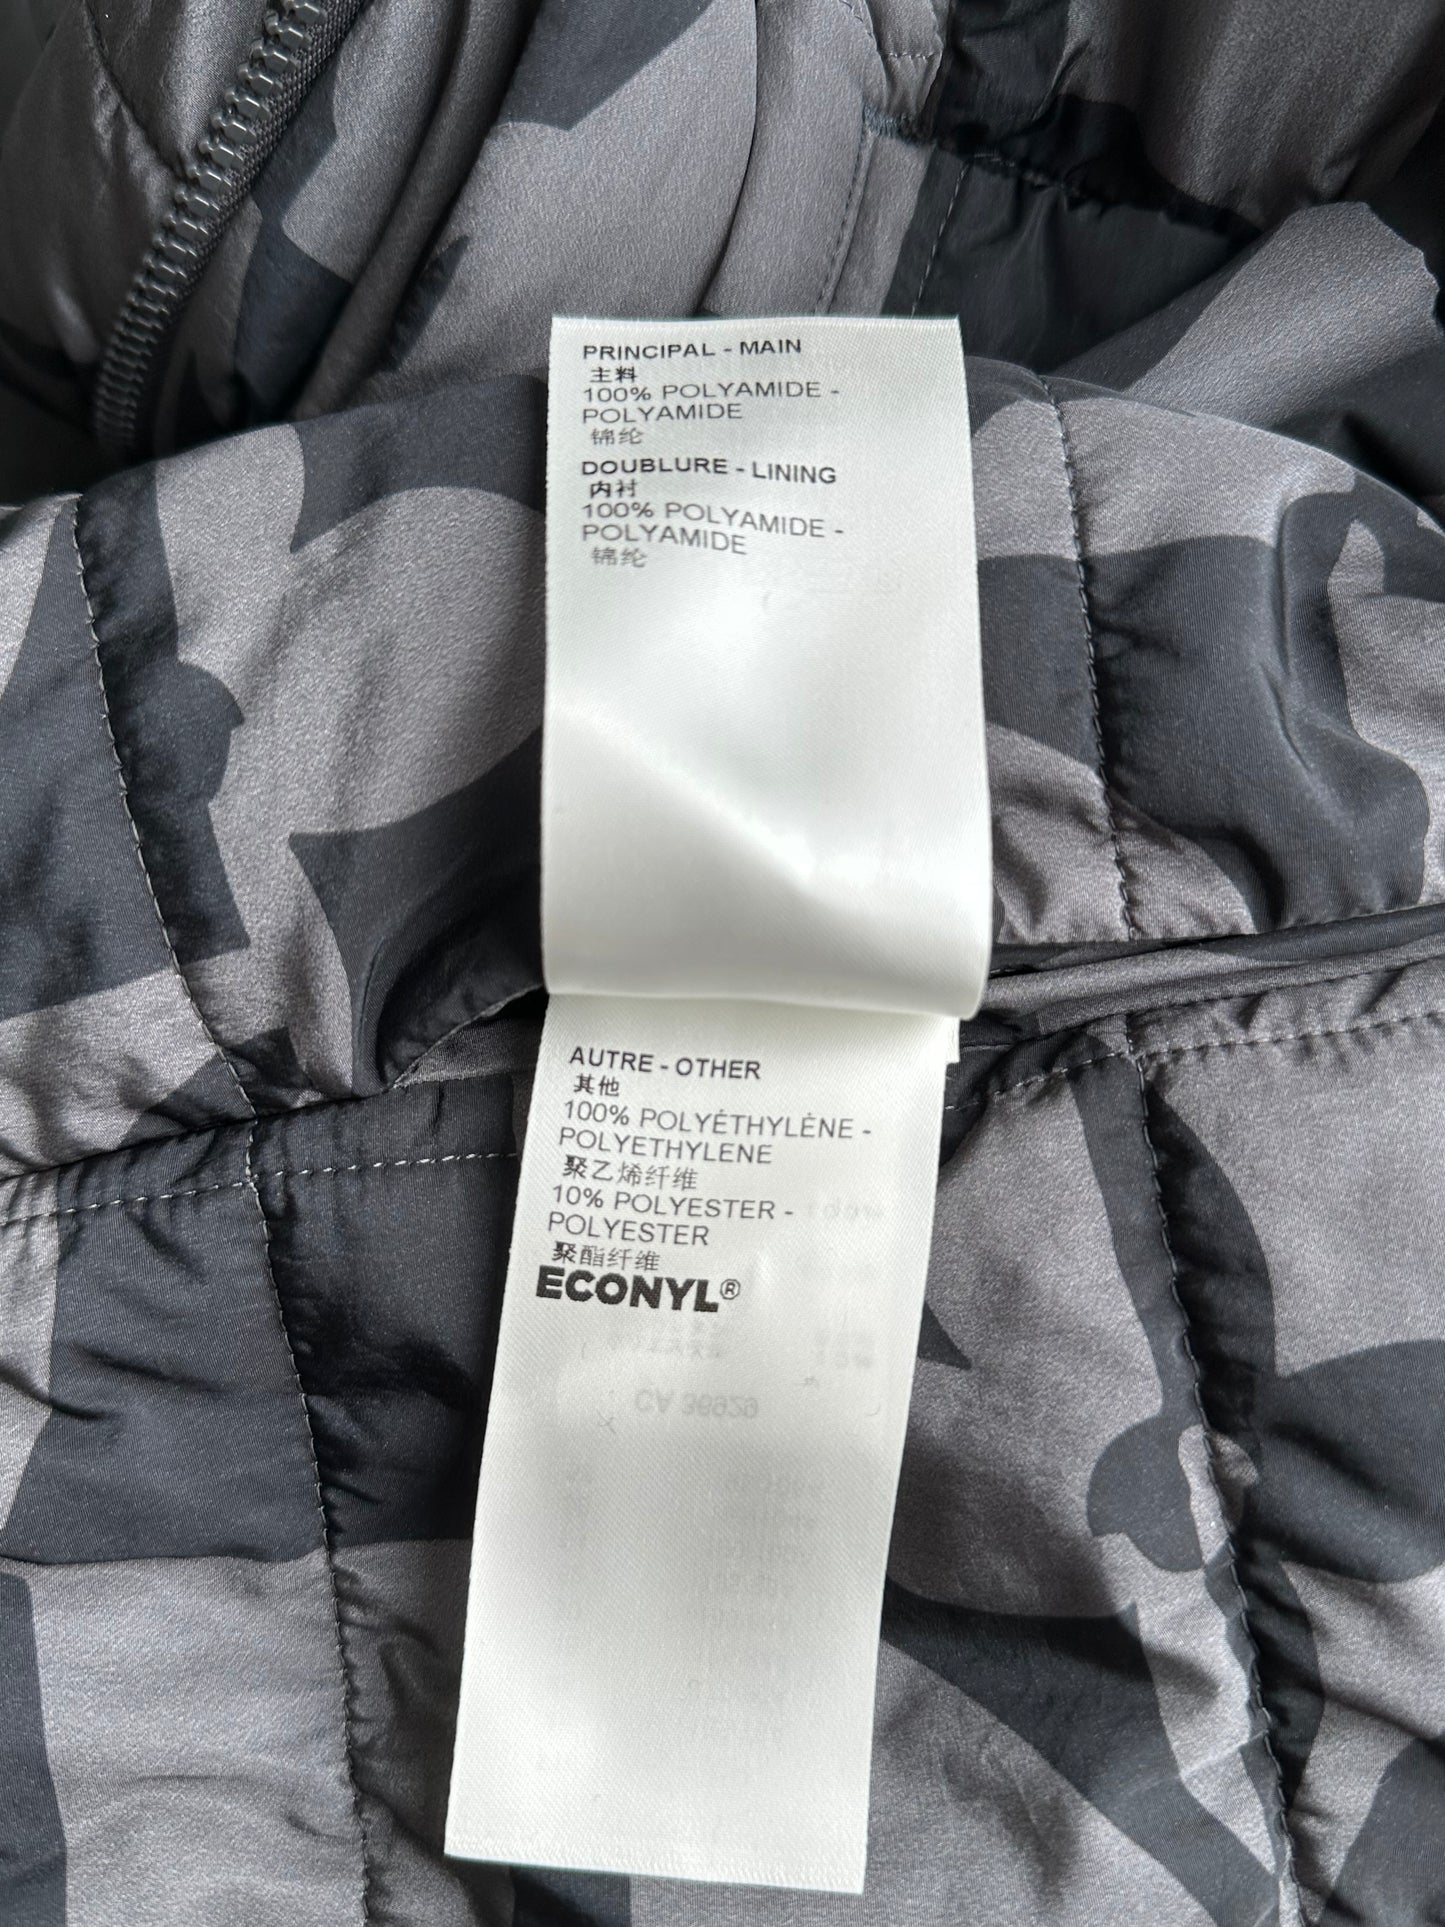 PRINCIPAL - MAIN
主料
100% POLYAMIDE -
POLYAMIDE
锦纶
DOUBLURE - LINING
内衬
100% POLYAMIDE -
POLYAMIDE
锦纶
AUTRE - OTHER
其他
100% POLYÉTHYLÈNE -
POLYETHYLENE
聚乙烯纤维
10% POLYESTER -
POLYESTER
聚酯纤维
ECONYL®
CA 36929